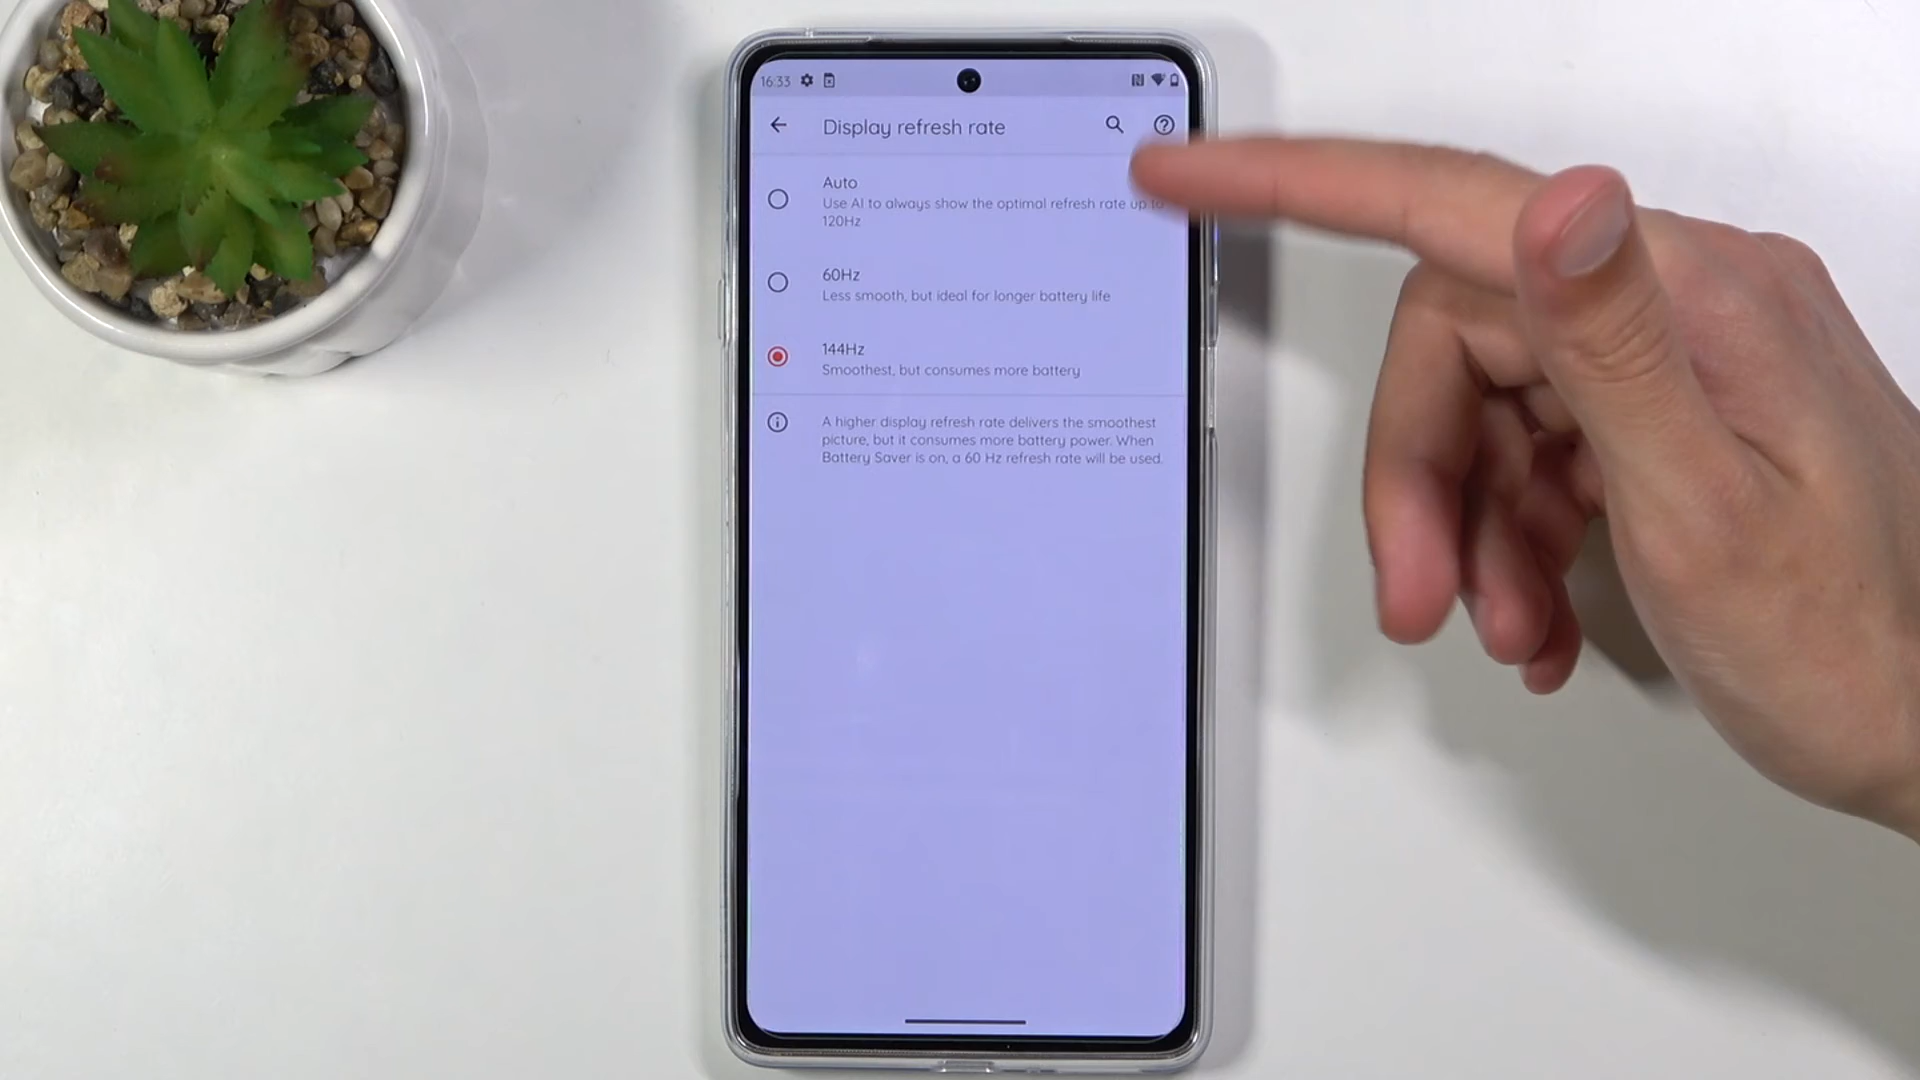 16:33
Display refresh rate
Auto
Use AI to always show the optimal refresh rate up to
120Hz
60Hz
Less smooth, but ideal for longer battery life
144Hz
Smoothest, but consumes more battery
A higher display refresh rate delivers the smoothest
picture, but it consumes more battery power. When
Battery Saver is on, a 60 Hz refresh rate will be used.